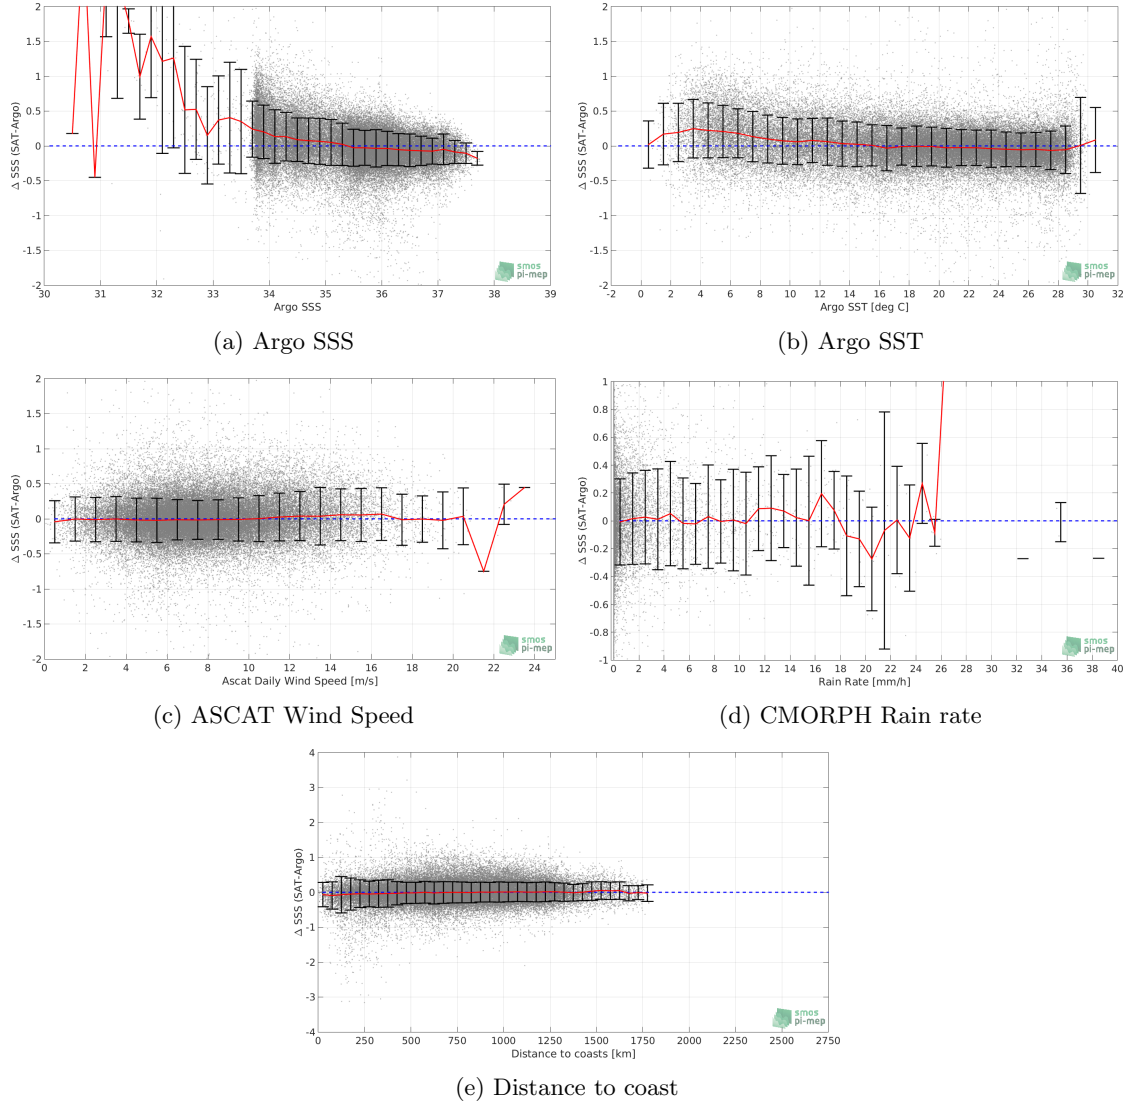 2
1.5
1
0.5
0
-0.5
-1
-1.5
-2
Δ SSS (SAT-Argo)
30 31 32 33 34 35 36 37 38 39
Argo SSS
smos
pi-mep
(a) Argo SSS
2
1.5
1
0.5
0
-0.5
-1
-1.5
-2
Δ SSS (SAT-Argo)
-2 0 2 4 6 8 10 12 14 16 18 20 22 24 26 28 30 32
Argo SST [deg C]
smos
pi-mep
(b) Argo SST
2
1.5
1
0.5
0
-0.5
-1
-1.5
-2
Δ SSS (SAT-Argo)
0 2 4 6 8 10 12 14 16 18 20 22 24
Ascat Daily Wind Speed [m/s]
smos
pi-mep
(c) ASCAT Wind Speed
1
0.8
0.6
0.4
0.2
0
-0.2
-0.4
-0.6
-0.8
-1
Δ SSS (SAT-Argo)
0 2 4 6 8 10 12 14 16 18 20 22 24 26 28 30 32 34 36 38 40
Rain Rate [mm/h]
smos
pi-mep
(d) CMORPH Rain rate
4
3
2
1
0
-1
-2
-3
-4
Δ SSS (SAT-Argo)
0 250 500 750 1000 1250 1500 1750 2000 2250 2500 2750
Distance to coasts [km]
smos
pi-mep
(e) Distance to coast